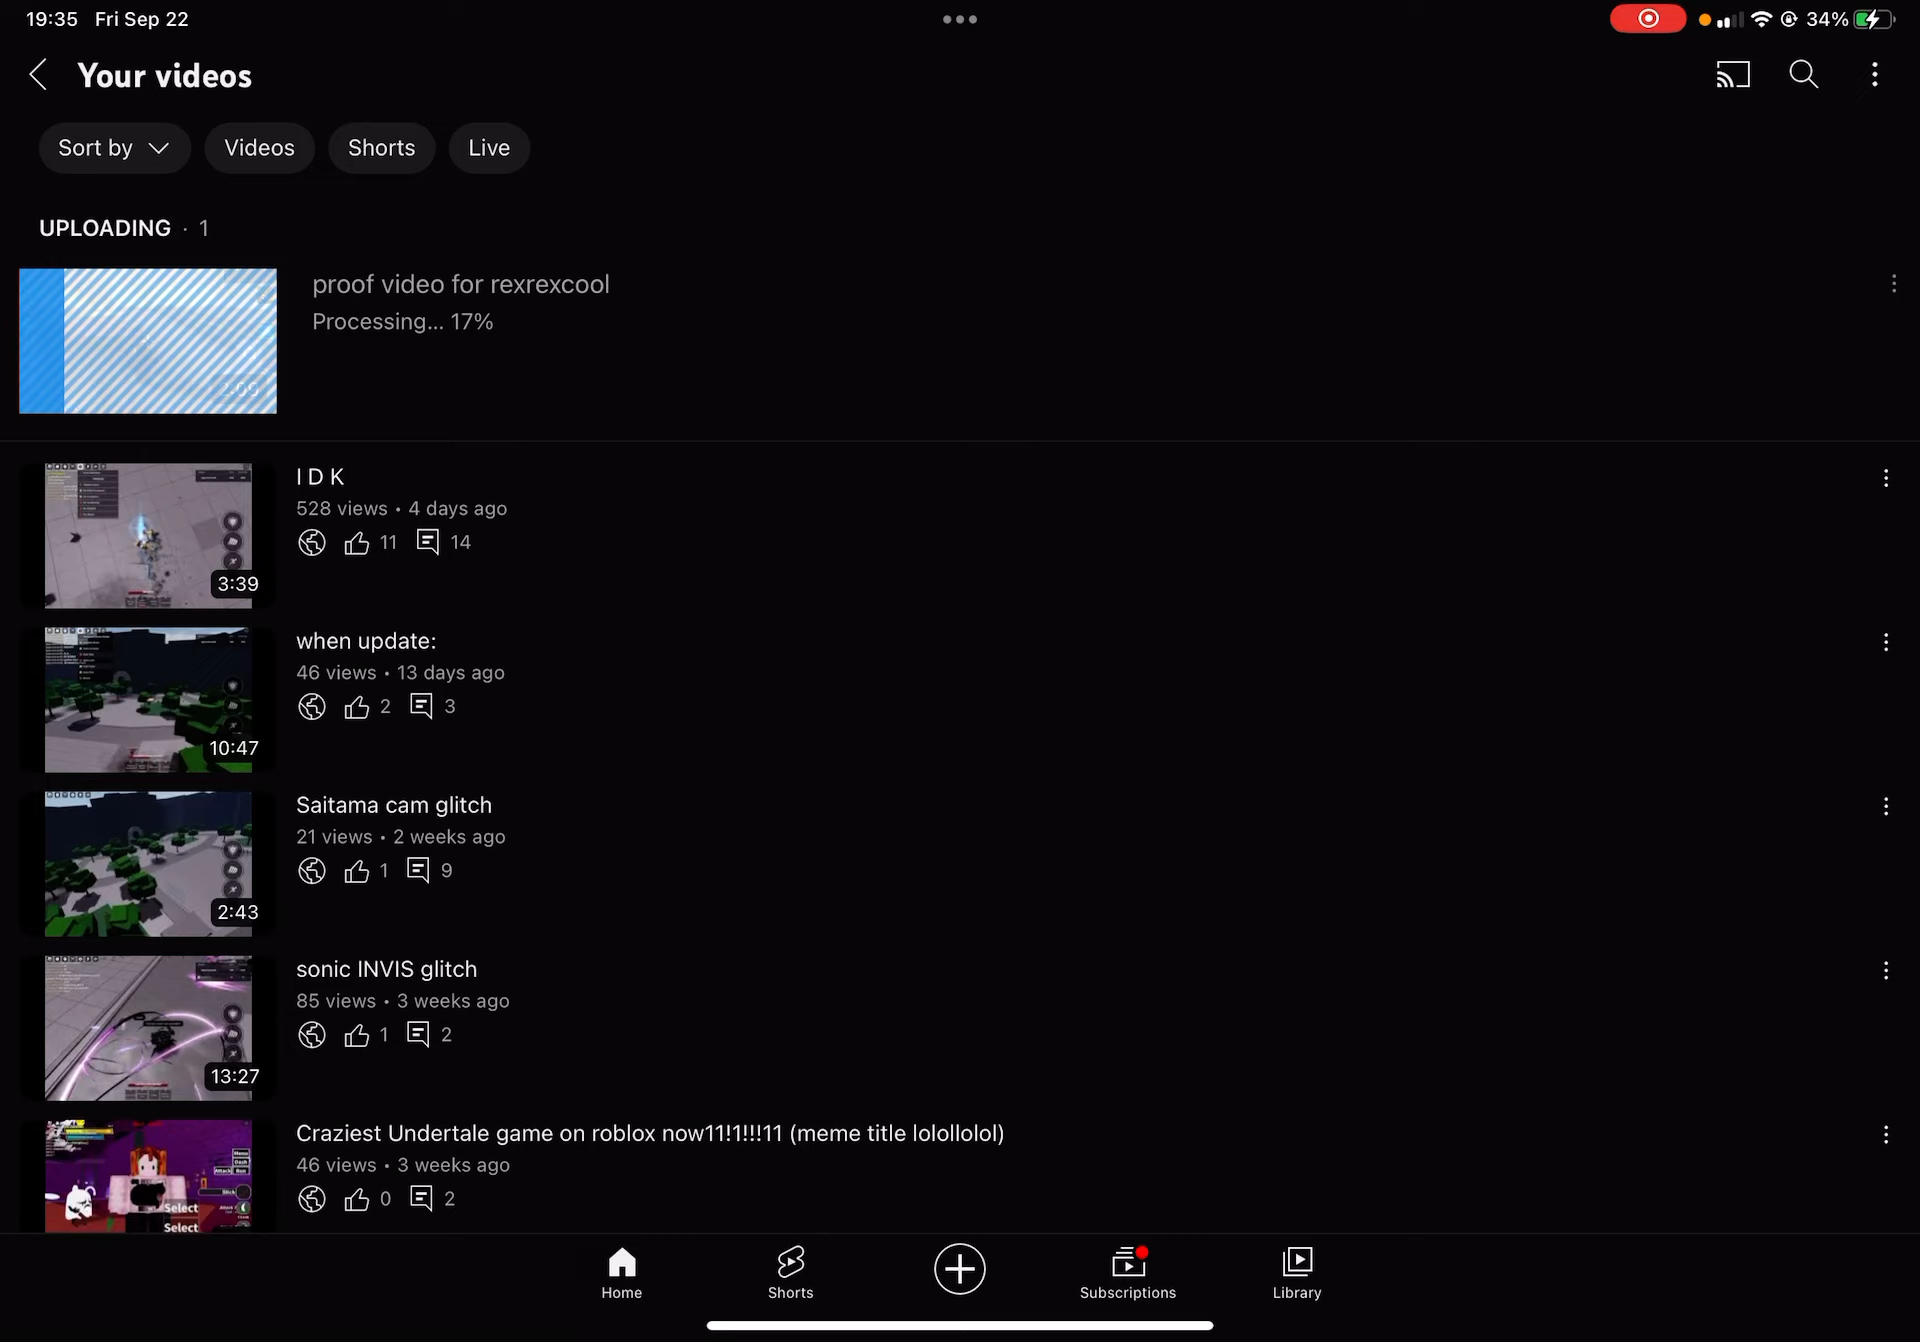 19:35 Fri Sep 22
34%
Your videos
Sort by
Videos
Shorts
Live
UPLOADING · 1
proof video for rexrexcool
Processing... 17%
2:09
I D K
528 views • 4 days ago
11
14
3:39
when update:
46 views • 13 days ago
2
3
10:47
Saitama cam glitch
21 views • 2 weeks ago
1
9
2:43
sonic INVIS glitch
85 views • 3 weeks ago
1
2
13:27
Craziest Undertale game on roblox now11!1!!!11 (meme title lolollolol)
46 views • 3 weeks ago
0
2
Select
Select
Home
Shorts
Subscriptions
Library